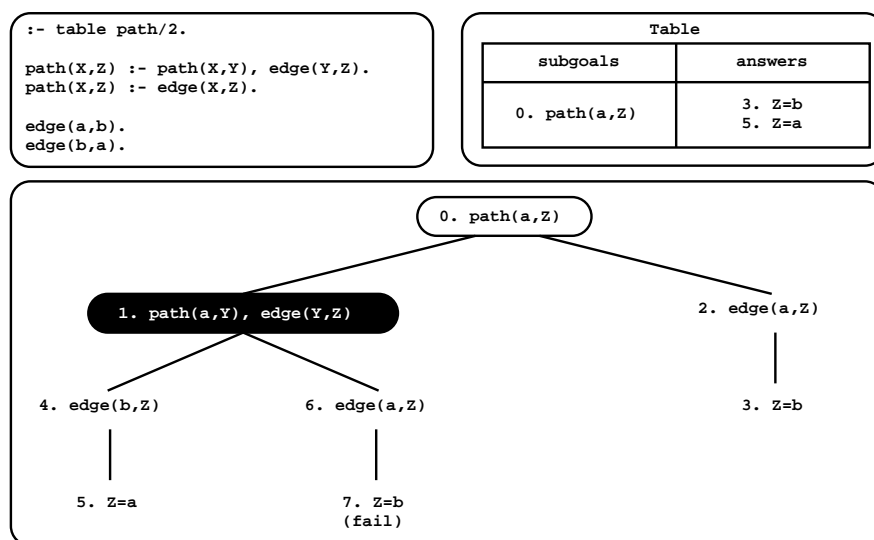 :- table path/2.
path(X,Z) :- path(X,Y), edge(Y,Z).
path(X,Z) :- edge(X,Z).
edge(a,b).
edge(b,a).
Table
subgoals answers
0. path(a,Z)
3. Z=b
5. Z=a
0. path(a,Z)
1. path(a,Y), edge(Y,Z)
2. edge(a,Z)
4. edge(b,Z)
6. edge(a,Z)
3. Z=b
5. Z=a
7. Z=b
(fail)